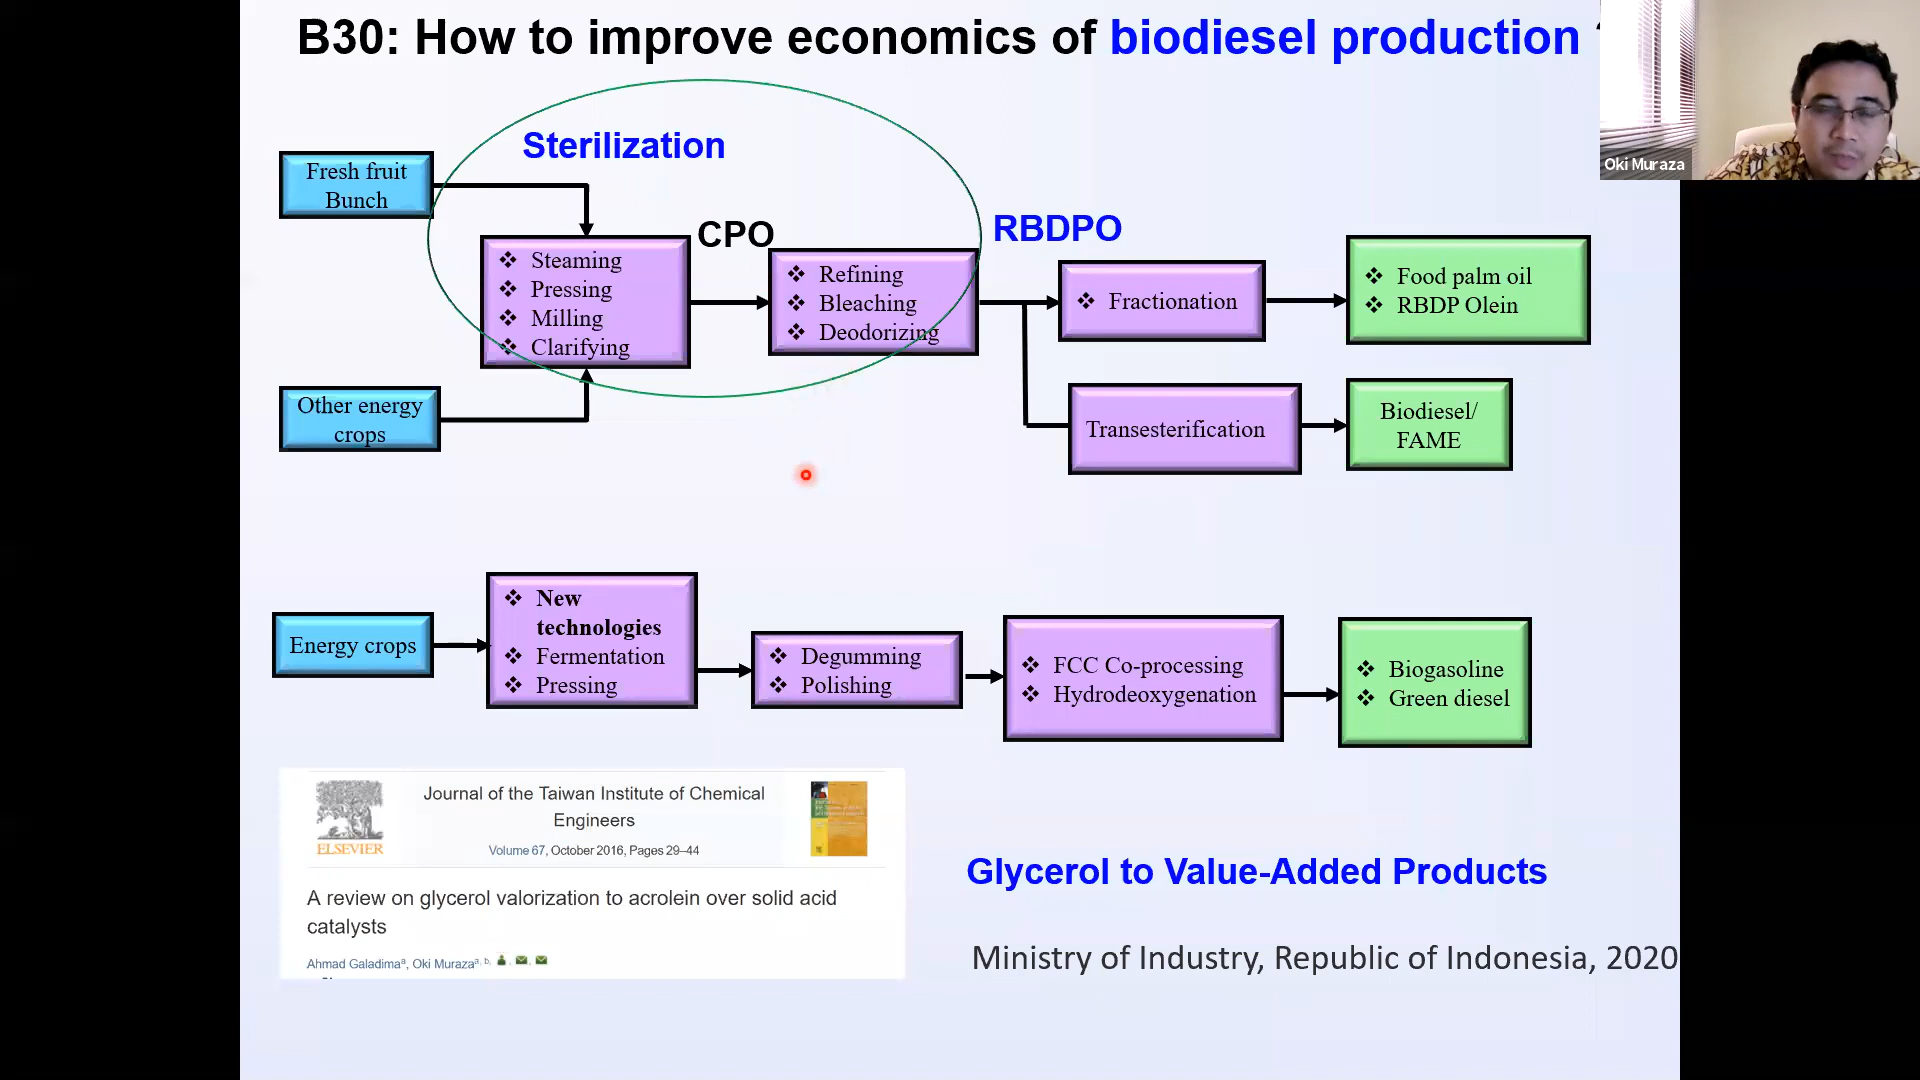 B30: How to improve economics of biodiesel production
Oki Muraza
Sterilization
Fresh fruit
Bunch
CPO
RBDPO
❖ Steaming
❖ Pressing
❖ Milling
❖ Clarifying
❖ Refining
❖ Bleaching
❖ Deodorizing
❖ Fractionation
❖ Food palm oil
❖ RBDP Olein
Other energy
crops
Transesterification
Biodiesel/
FAME
Energy crops
❖ New
technologies
❖ Fermentation
❖ Pressing
❖ Degumming
❖ Polishing
❖ FCC Co-processing
❖ Hydrodeoxygenation
❖ Biogasoline
❖ Green diesel
ELSEVIER
Journal of the Taiwan Institute of Chemical
Engineers
Volume 67, October 2016, Pages 29–44
A review on glycerol valorization to acrolein over solid acid
catalysts
Ahmad Galadimaᵃ, Oki Murazaᵃ, ᵇ,
Glycerol to Value-Added Products
Ministry of Industry, Republic of Indonesia, 2020